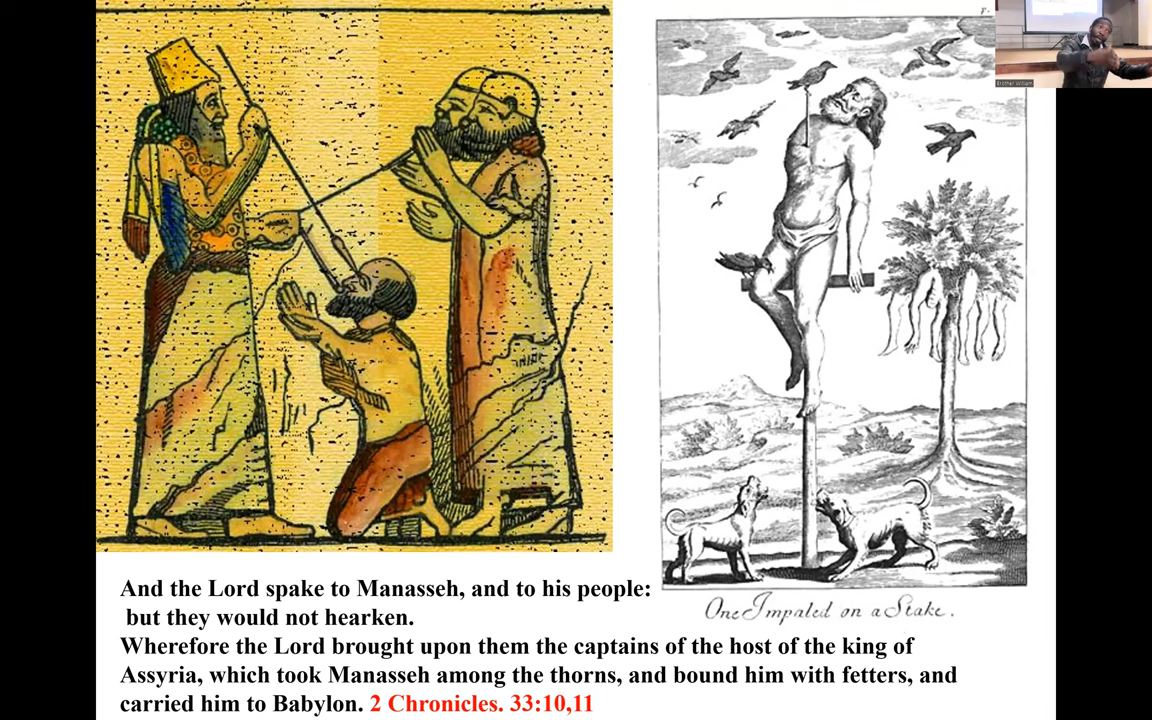 One Impaled on a Stake.
And the Lord spake to Manasseh, and to his people:
but they would not hearken.
Wherefore the Lord brought upon them the captains of the host of the king of
Assyria, which took Manasseh among the thorns, and bound him with fetters, and
carried him to Babylon. 2 Chronicles. 33:10,11
Brother William